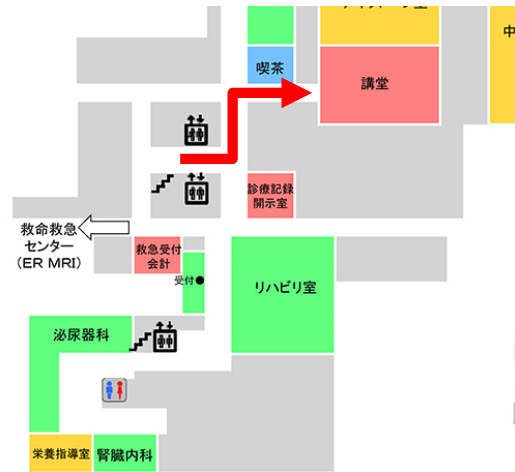 中
喫茶
講堂
診療記録
開示室
救命救急
センター
(ER MRI)
救急受付
会計
受付
リハビリ室
泌尿器科
栄養指導室
腎臓内科